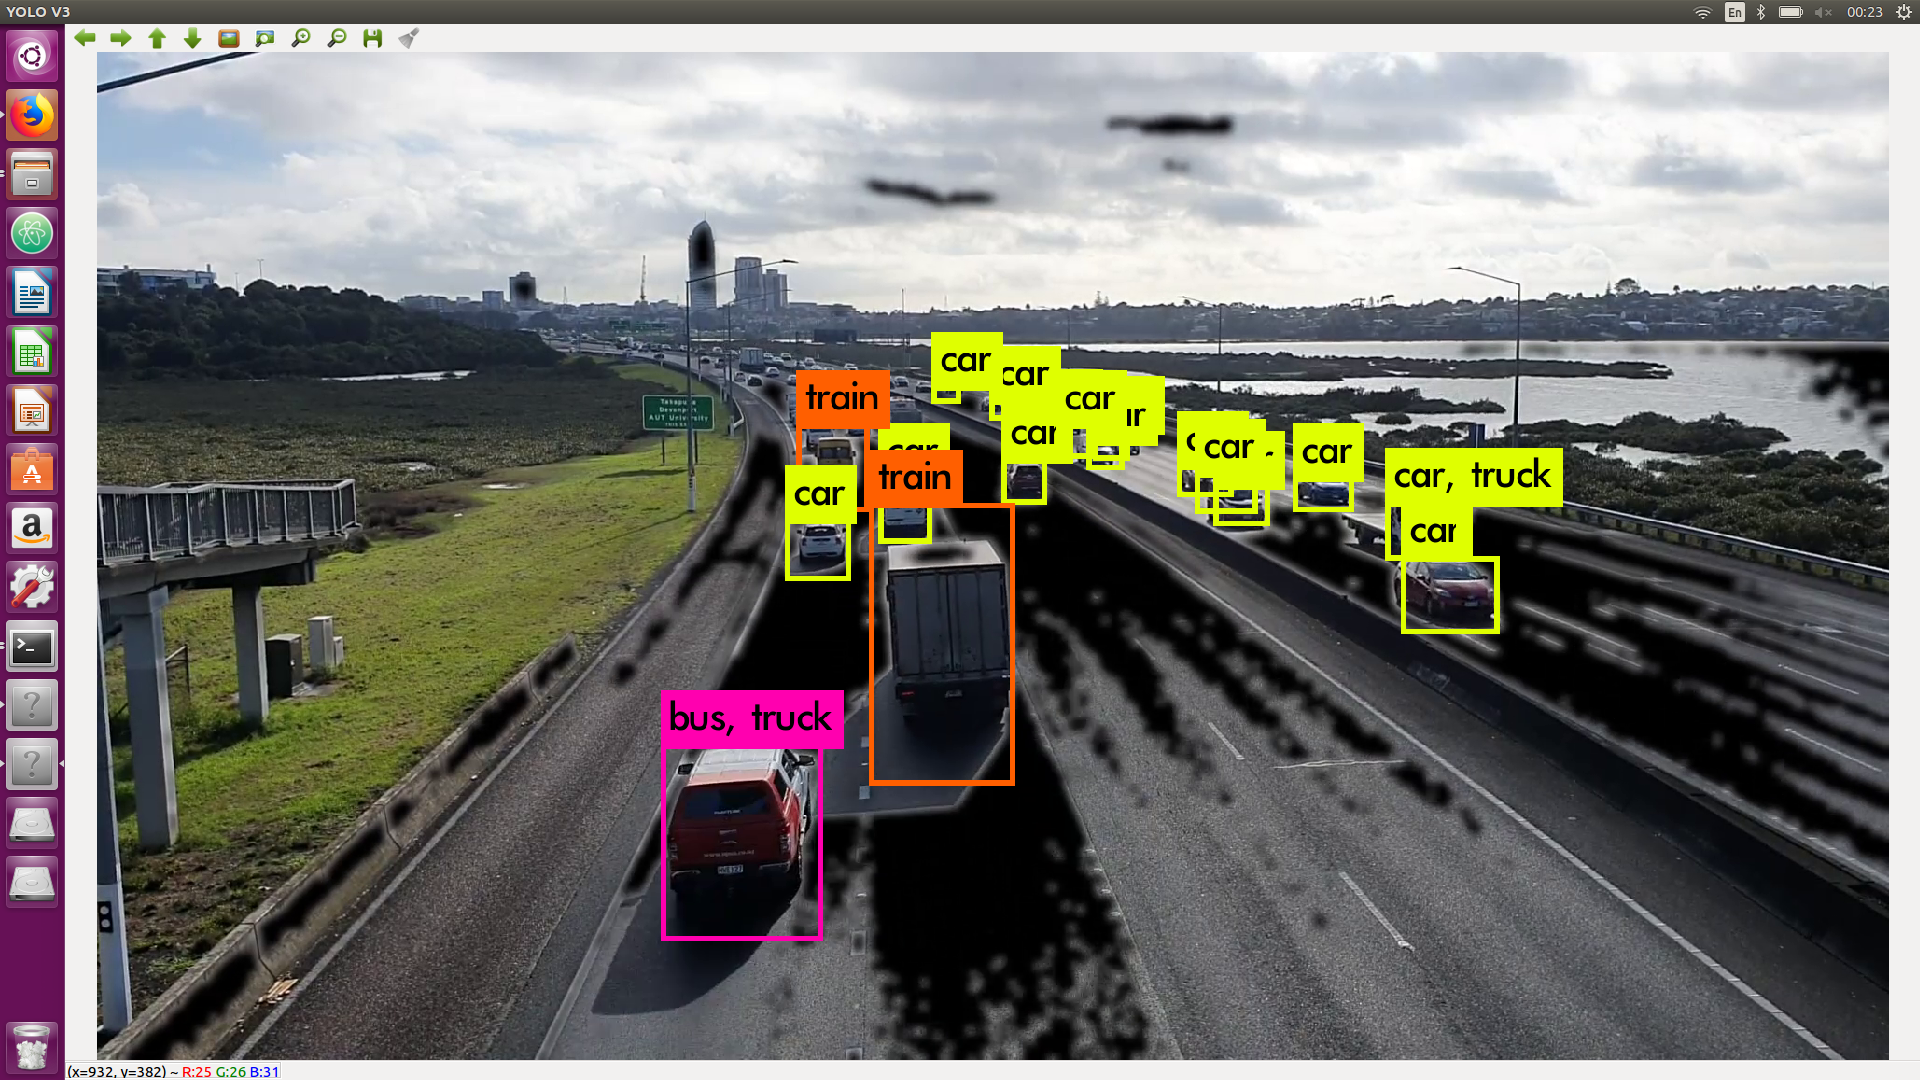 YOLO V3
En
00:23
car
car
train
car
car
car
car
car
car
train
car, truck
car
car
Takapuna
Devonport
AUT University
bus, truck
(x=932, y=382) ~ R:25 G:26 B:31